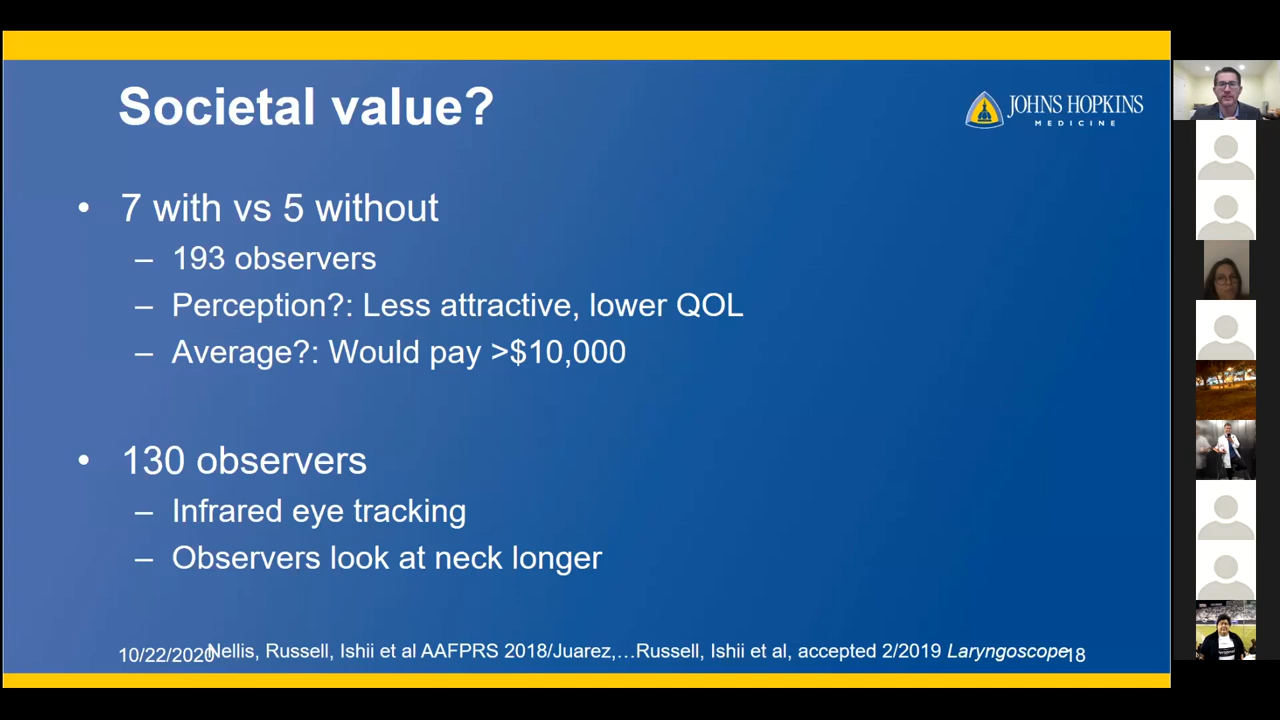 Societal value?
JOHNS HOPKINS
MEDICINE
• 7 with vs 5 without
– 193 observers
– Perception?: Less attractive, lower QOL
– Average?: Would pay >$10,000
• 130 observers
– Infrared eye tracking
– Observers look at neck longer
10/22/2020
Nellis, Russell, Ishii et al AAFPRS 2018/Juarez,…Russell, Ishii et al, accepted 2/2019 Laryngoscope
18